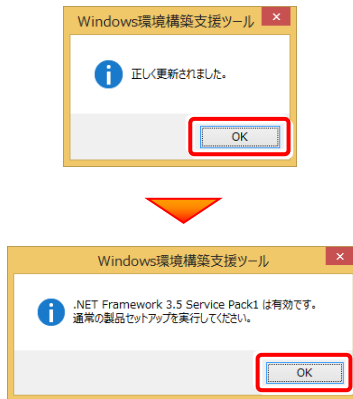 Windows環境構築支援ツール
正しく更新されました。
OK
Windows環境構築支援ツール
.NET Framework 3.5 Service Pack1 は有効です。
通常の製品セットアップを実行してください。
OK